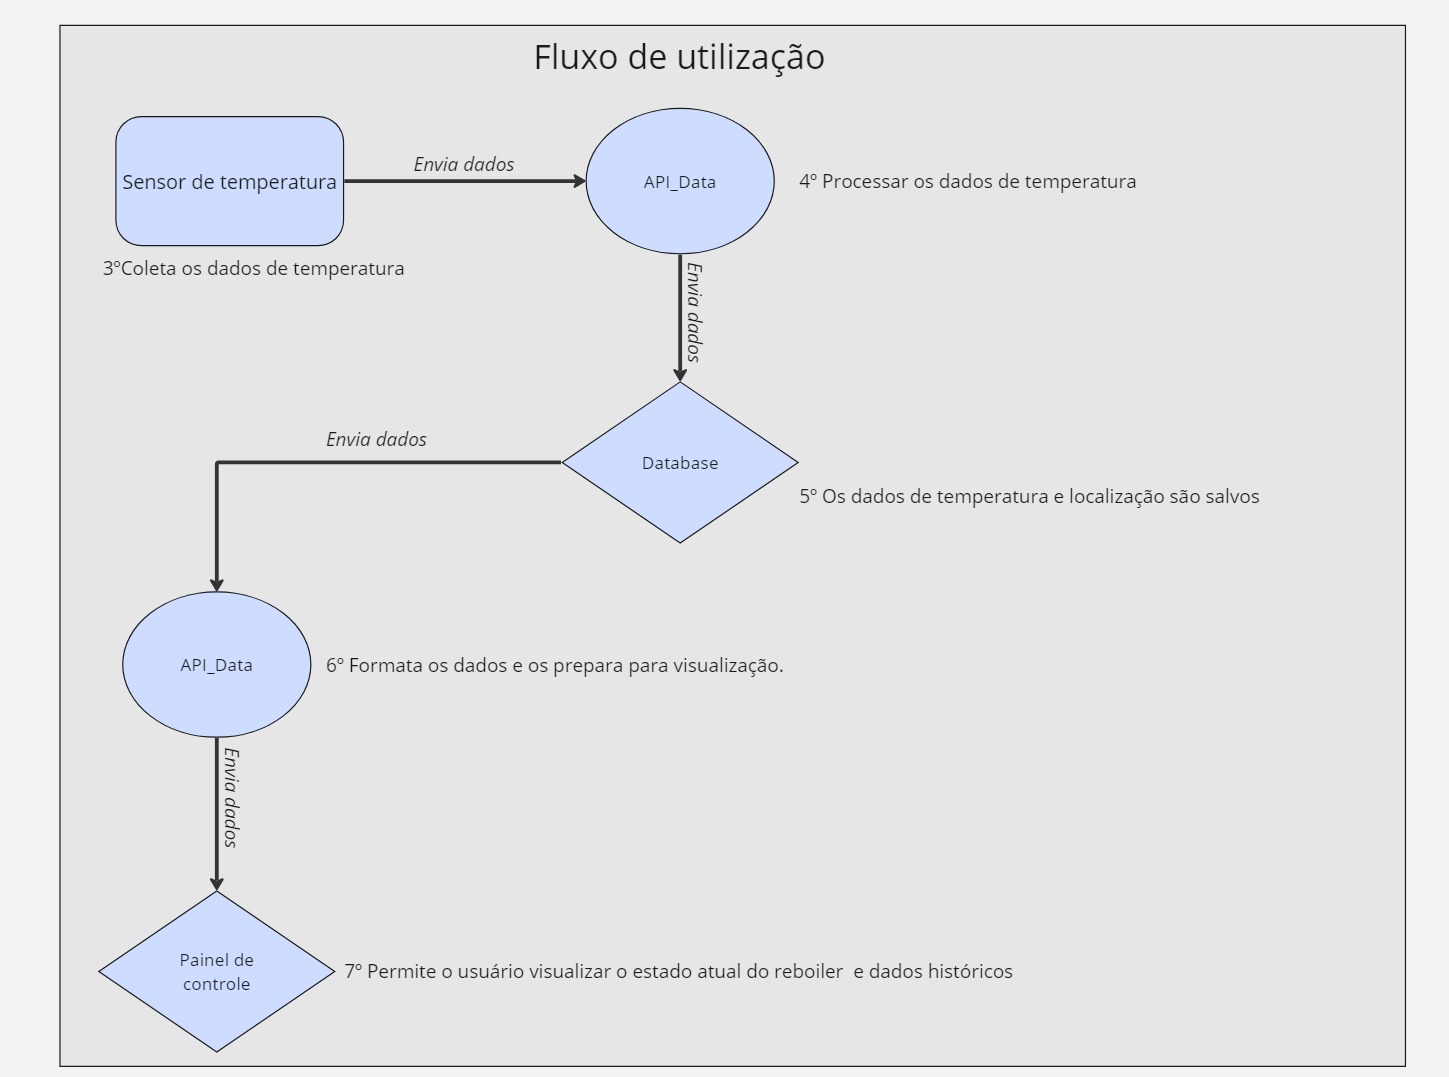 Fluxo de utilização
Sensor de temperatura
Envia dados
API_Data
4º Processar os dados de temperatura
3ºColeta os dados de temperatura
Envia dados
Database
Envia dados
5º Os dados de temperatura e localização são salvos
API_Data
6º Formata os dados e os prepara para visualização.
Envia dados
Painel de
controle
7º Permite o usuário visualizar o estado atual do reboiler  e dados históricos